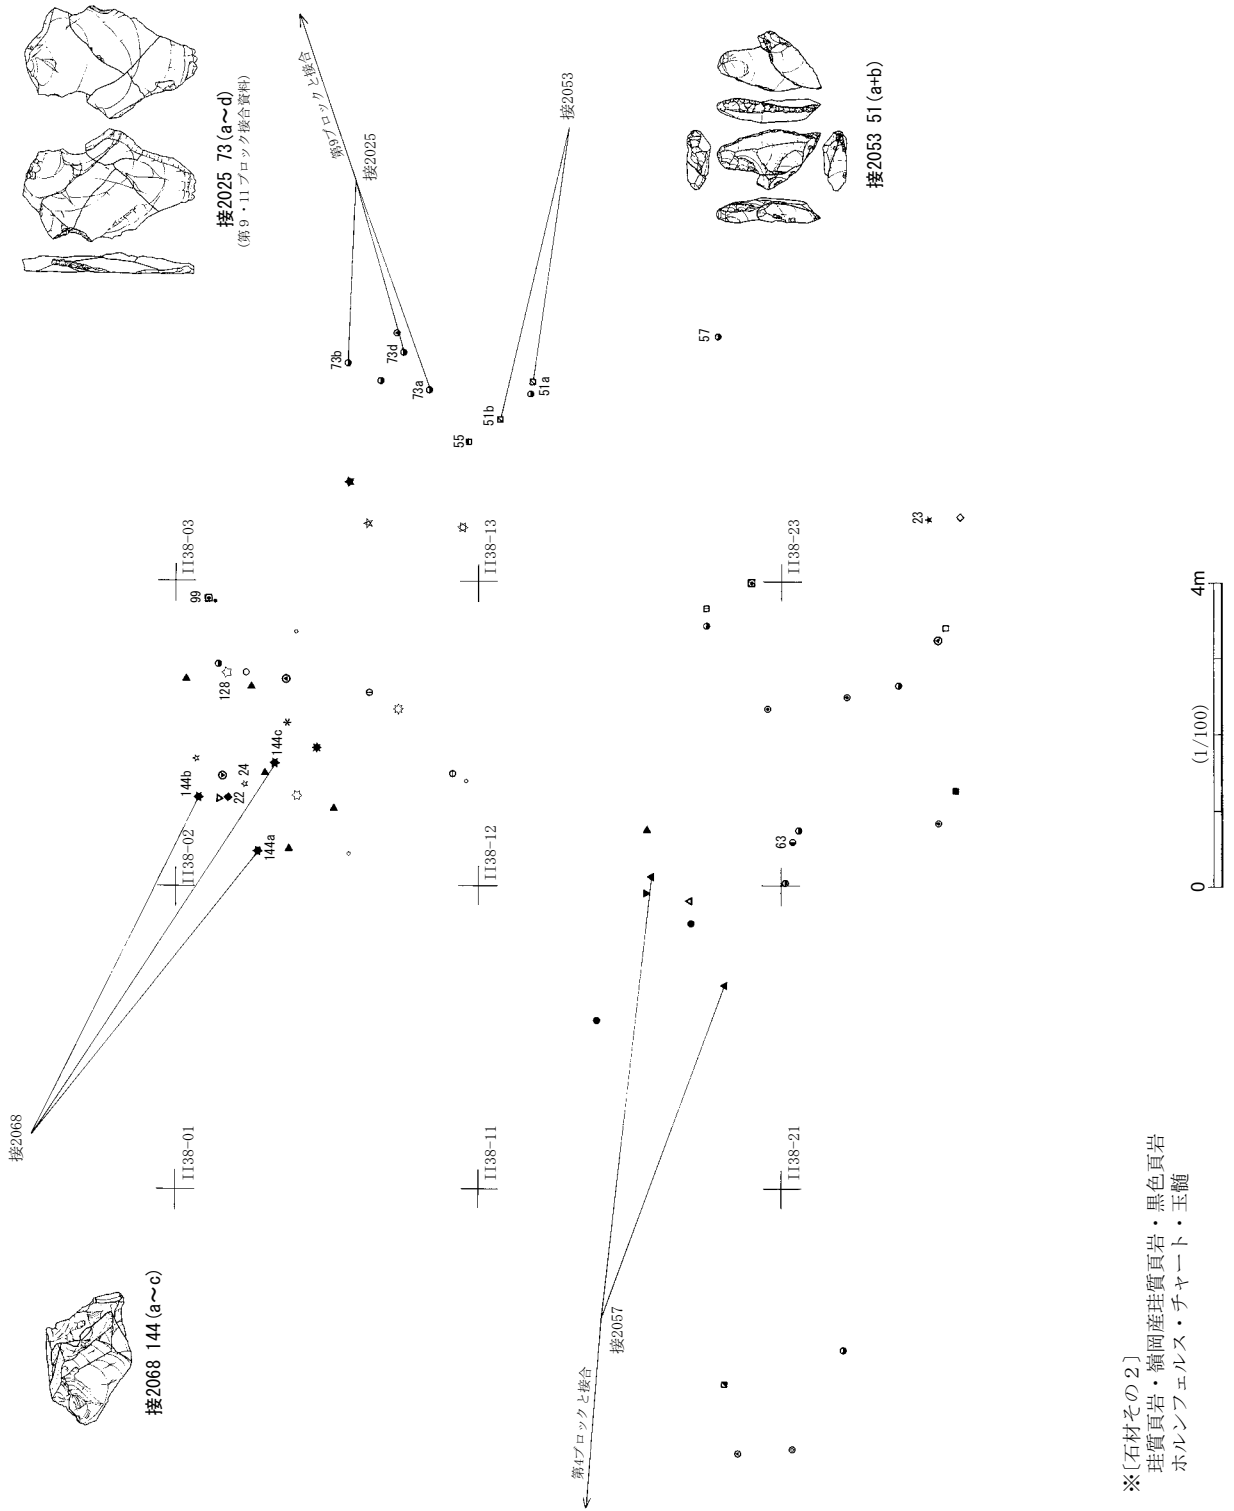 接2068 144 (a〜c)
接2068
144b
144a
144c
22
24
128
99
II38-01
II38-02
II38-03
接2025 73 (a〜d)
(第9・11ブロック接合資料)
第9ブロックと接合
接2025
73b
73d
73a
接2053
51b
51a
55
接2053 51 (a+b)
57
II38-11
II38-12
II38-13
第4ブロックと接合
接2057
63
23
II38-21
II38-23
※[石材その2]
珪質頁岩・嶺岡産珪質頁岩・黒色頁岩
ホルンフェルス・チャート・玉髄
0
(1/100)
4m